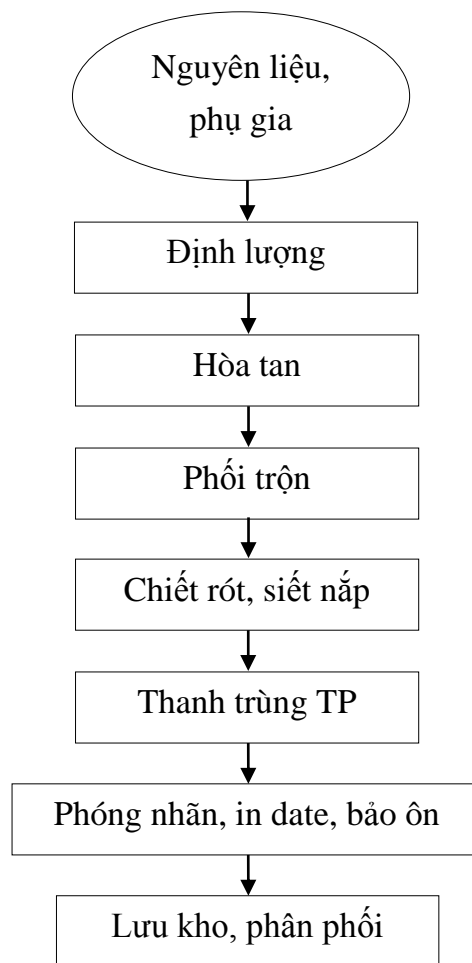 Nguyên liệu,
phụ gia
Định lượng
Hòa tan
Phối trộn
Chiết rót, siết nắp
Thanh trùng TP
Phóng nhãn, in date, bảo ôn
Lưu kho, phân phối